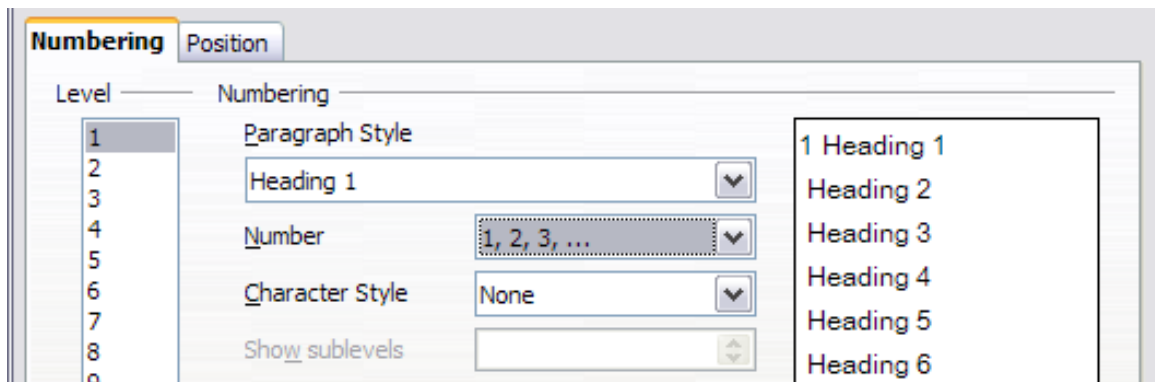 Numbering Position
Level Numbering
1
2
3
4
5
6
7
8
9
Paragraph Style
Heading 1
Number 1, 2, 3, ...
Character Style None
Show sublevels
1 Heading 1
Heading 2
Heading 3
Heading 4
Heading 5
Heading 6